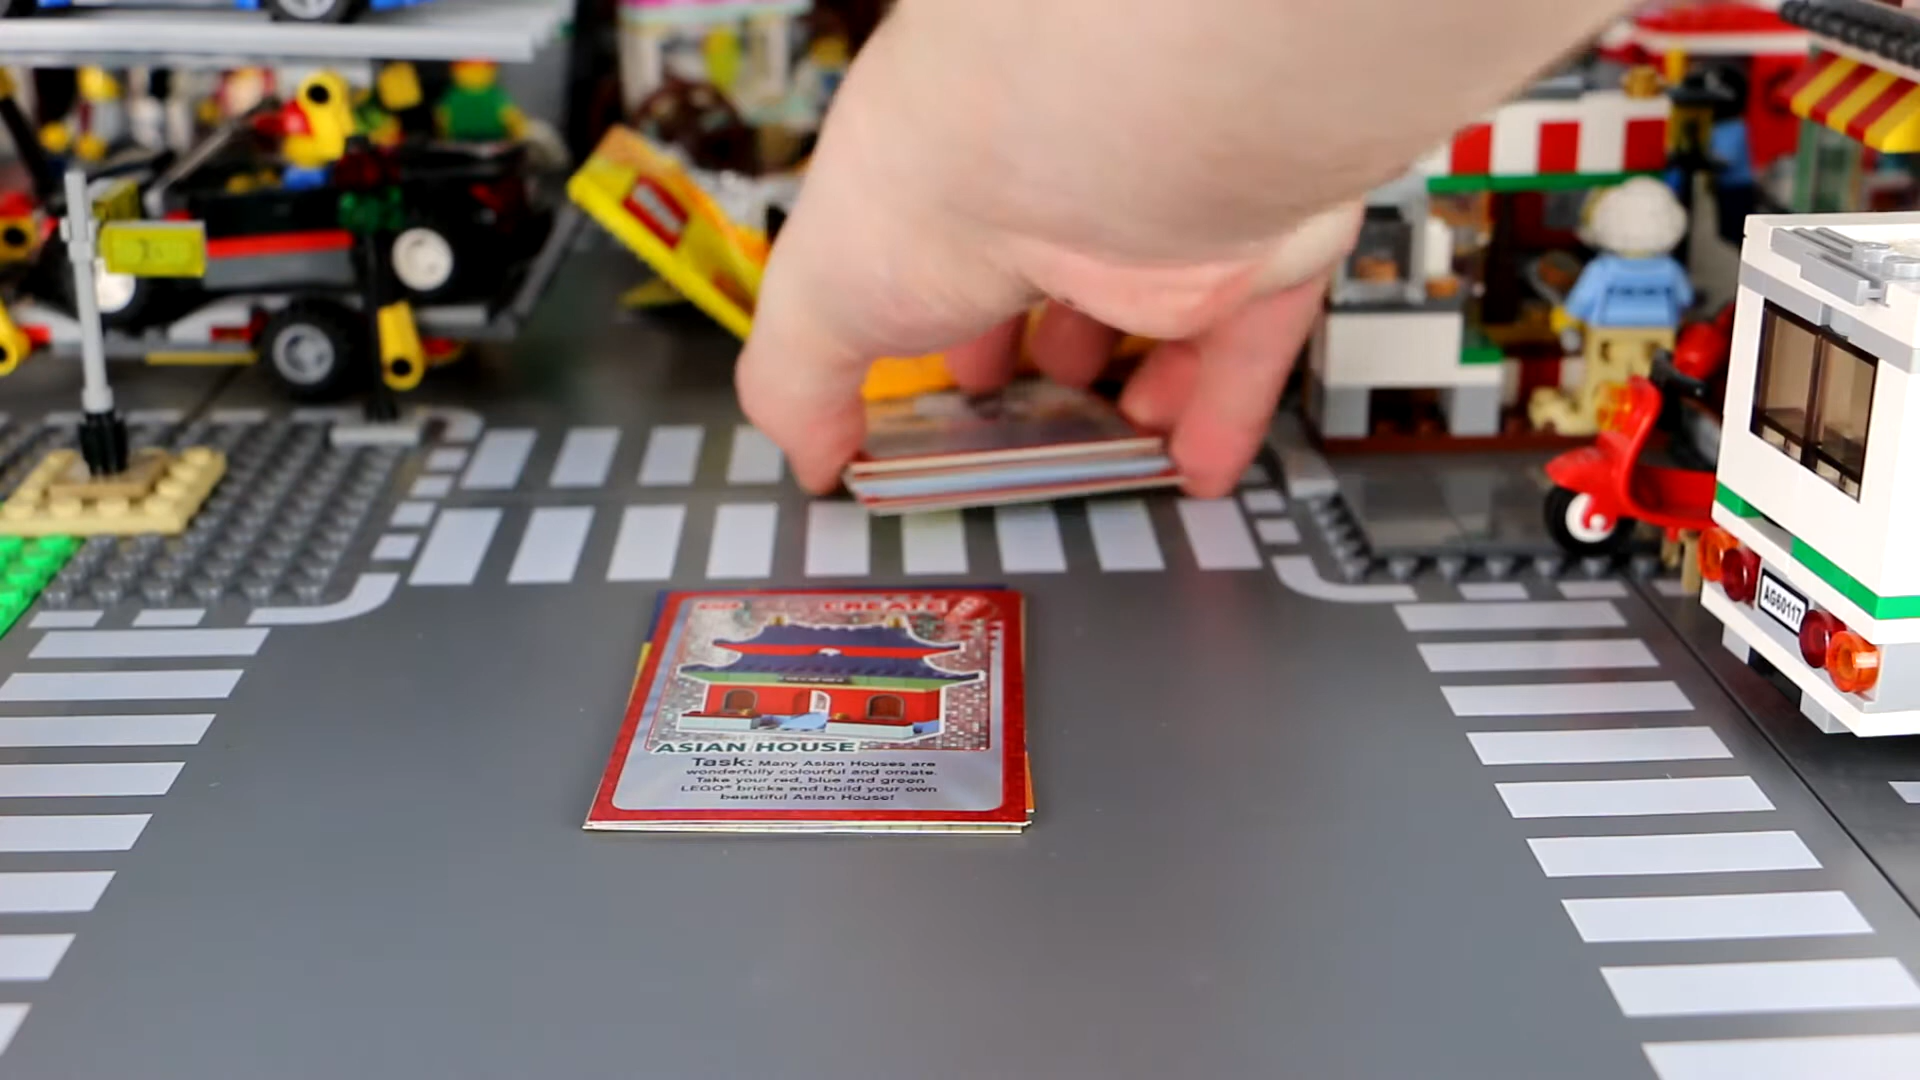 CREATE
AG60117
ASIAN HOUSE
Task: Many Asian Houses are
wonderfully colourful and ornate.
Take your red, blue and green
LEGO® bricks and build your own
beautiful Asian House!